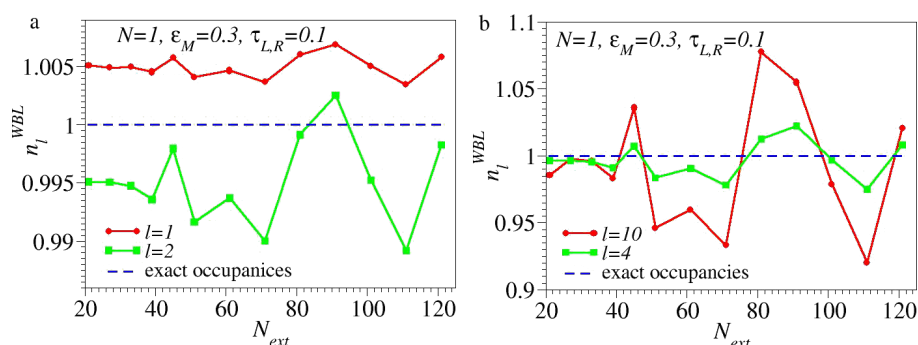 a
N=1, ε_M=0.3, τ_L,R=0.1
1.005
1
0.995
0.99
n_l^WBL
l=1
l=2
exact occupanices
20 40 60 80 100 120
N_ext
b
N=1, ε_M=0.3, τ_L,R=0.1
1.1
1.05
1
0.95
0.9
n_l^WBL
l=10
l=4
exact occupancies
20 40 60 80 100 120
N_ext